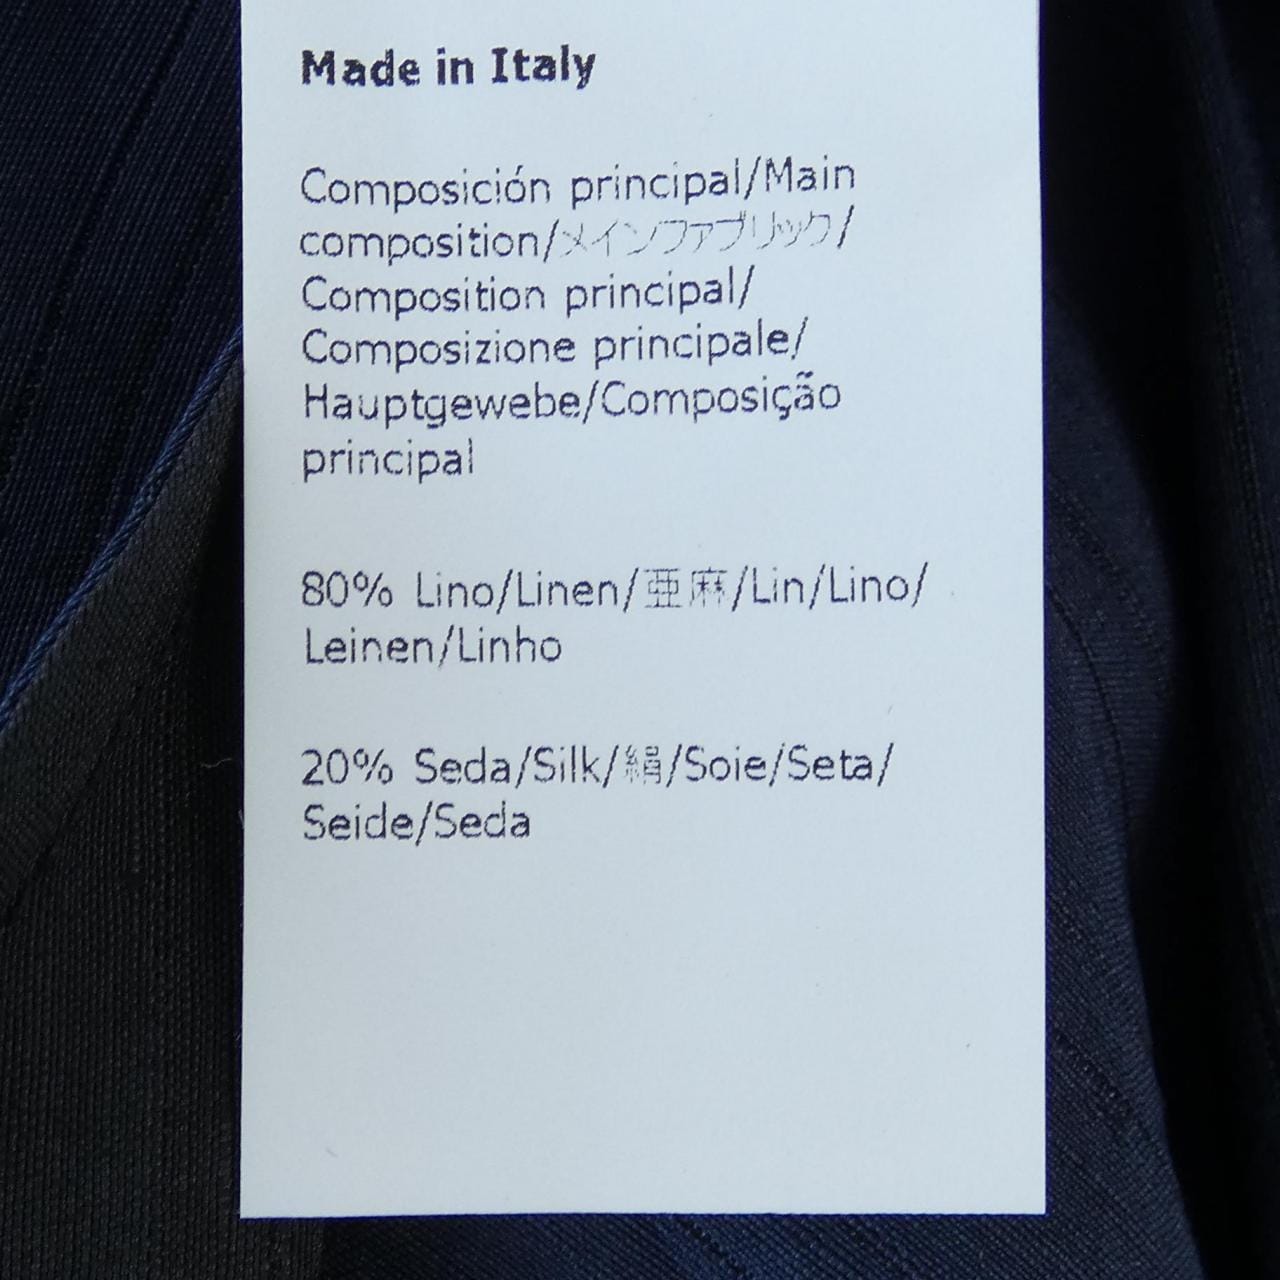 Made in Italy
Composición principal/Main
composition/メインファブリック/
Composition principal/
Composizione principale/
Hauptgewebe/Composição
principal
80% Lino/Linen/亜麻/Lin/Lino/
Leinen/Linho
20% Seda/Silk/絹/Soie/Seta/
Seide/Seda